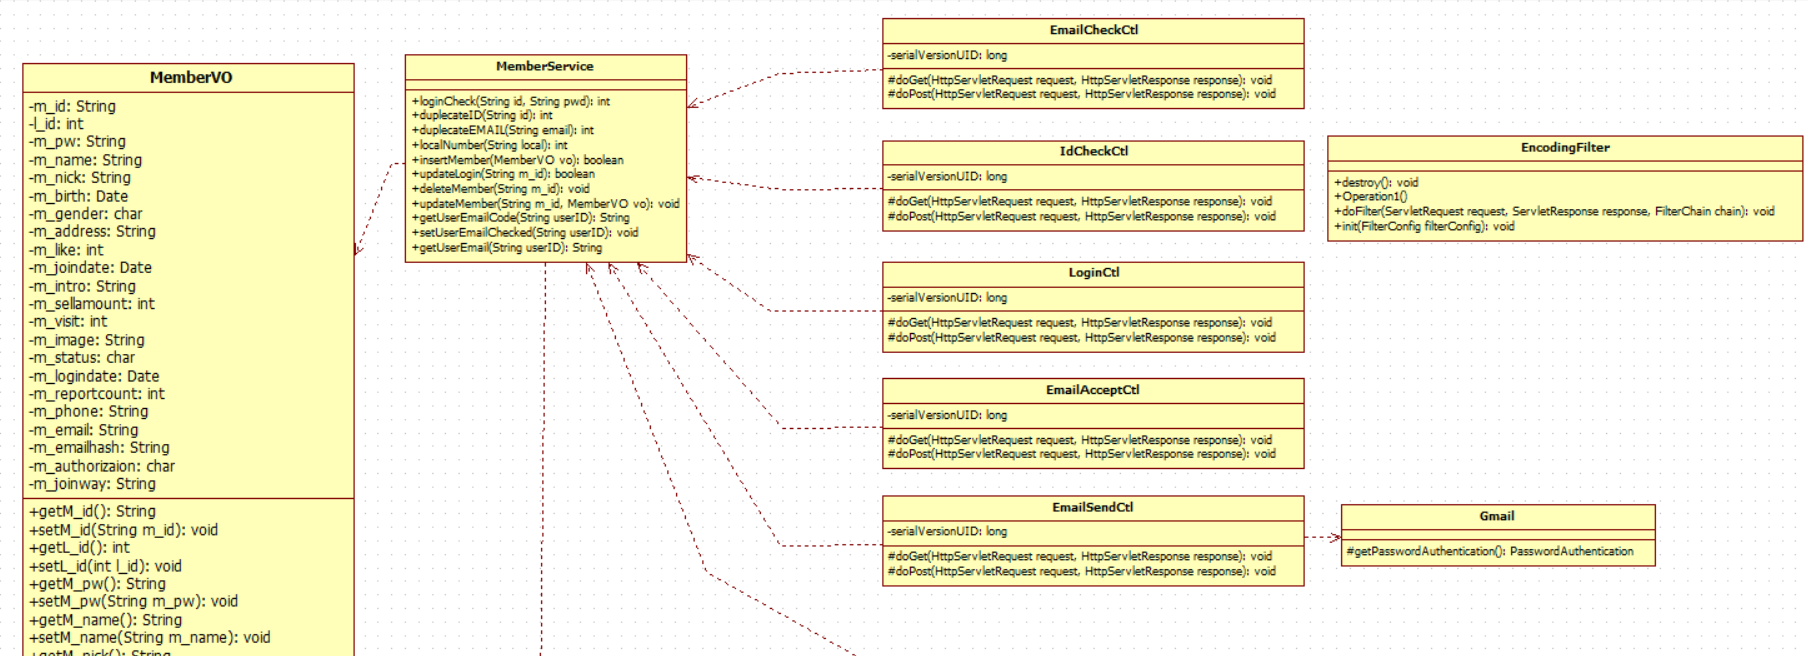 MemberVO
-m_id: String
-l_id: int
-m_pw: String
-m_name: String
-m_nick: String
-m_birth: Date
-m_gender: char
-m_address: String
-m_like: int
-m_joindate: Date
-m_intro: String
-m_sellamount: int
-m_visit: int
-m_image: String
-m_status: char
-m_logindate: Date
-m_reportcount: int
-m_phone: String
-m_email: String
-m_emailhash: String
-m_authorizaion: char
-m_joinway: String
+getM_id(): String
+setM_id(String m_id): void
+getL_id(): int
+setL_id(int l_id): void
+getM_pw(): String
+setM_pw(String m_pw): void
+getM_name(): String
+setM_name(String m_name): void
+getM_nick(): String
MemberService
+loginCheck(String id, String pwd): int
+duplecateID(String id): int
+duplecateEMAIL(String email): int
+localNumber(String local): int
+insertMember(MemberVO vo): boolean
+updateLogin(String m_id): boolean
+deleteMember(String m_id): void
+updateMember(String m_id, MemberVO vo): void
+getUserEmailCode(String userID): String
+setUserEmailChecked(String userID): void
+getUserEmail(String userID): String
EmailCheckCtl
-serialVersionUID: long
#doGet(HttpServletRequest request, HttpServletResponse response): void
#doPost(HttpServletRequest request, HttpServletResponse response): void
IdCheckCtl
-serialVersionUID: long
#doGet(HttpServletRequest request, HttpServletResponse response): void
#doPost(HttpServletRequest request, HttpServletResponse response): void
LoginCtl
-serialVersionUID: long
#doGet(HttpServletRequest request, HttpServletResponse response): void
#doPost(HttpServletRequest request, HttpServletResponse response): void
EmailAcceptCtl
-serialVersionUID: long
#doGet(HttpServletRequest request, HttpServletResponse response): void
#doPost(HttpServletRequest request, HttpServletResponse response): void
EmailSendCtl
-serialVersionUID: long
#doGet(HttpServletRequest request, HttpServletResponse response): void
#doPost(HttpServletRequest request, HttpServletResponse response): void
EncodingFilter
+destroy(): void
+Operation1()
+doFilter(ServletRequest request, ServletResponse response, FilterChain chain): void
+init(FilterConfig filterConfig): void
Gmail
#getPasswordAuthentication(): PasswordAuthentication